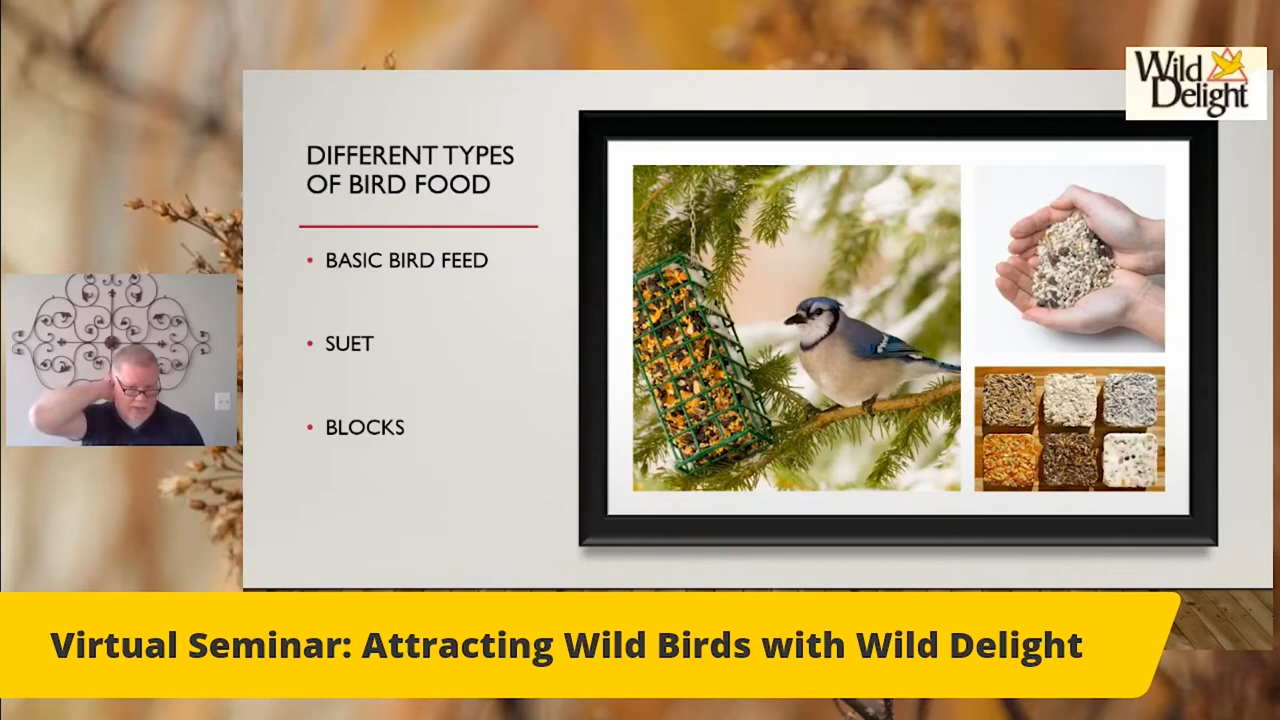 Wild
Delight
DIFFERENT TYPES
OF BIRD FOOD
• BASIC BIRD FEED
• SUET
• BLOCKS
Virtual Seminar: Attracting Wild Birds with Wild Delight